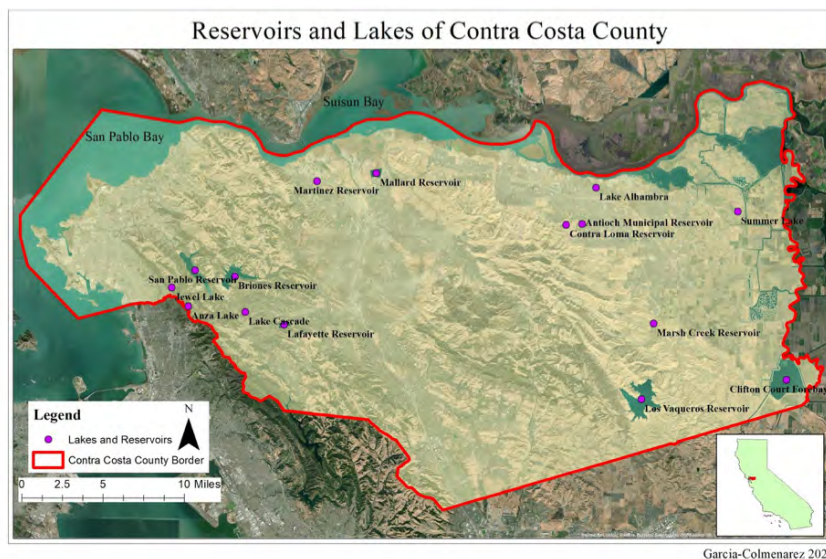 Reservoirs and Lakes of Contra Costa County
Suisun Bay
San Pablo Bay
Mallard Reservoir
Martinez Reservoir
Lake Alhambra
Summer Lake
Antioch Municipal Reservoir
Contra Loma Reservoir
San Pablo Reservoir
Briones Reservoir
Jewel Lake
Anza Lake
Lake Cascade
Lafayette Reservoir
Marsh Creek Reservoir
Clifton Court Forebay
Los Vaqueros Reservoir
Legend
N
Lakes and Reservoirs
Contra Costa County Border
0 2.5 5 10 Miles
Garcia-Colmenarez 202